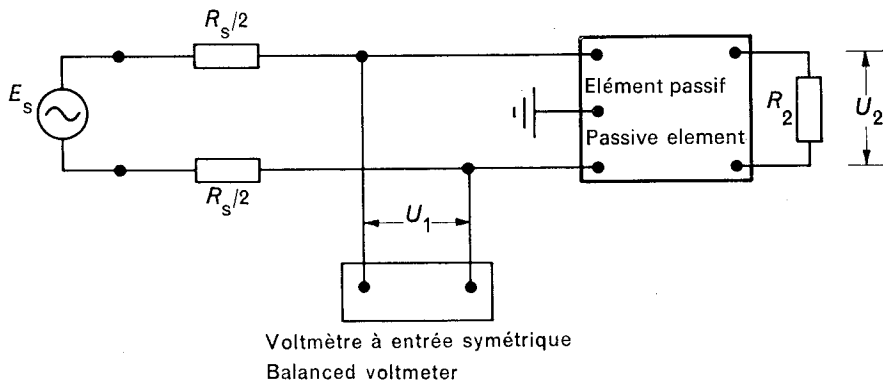 R_s/2
E_s
R_s/2
U_1
Elément passif
Passive element
R_2
U_2
Voltmètre à entrée symétrique
Balanced voltmeter